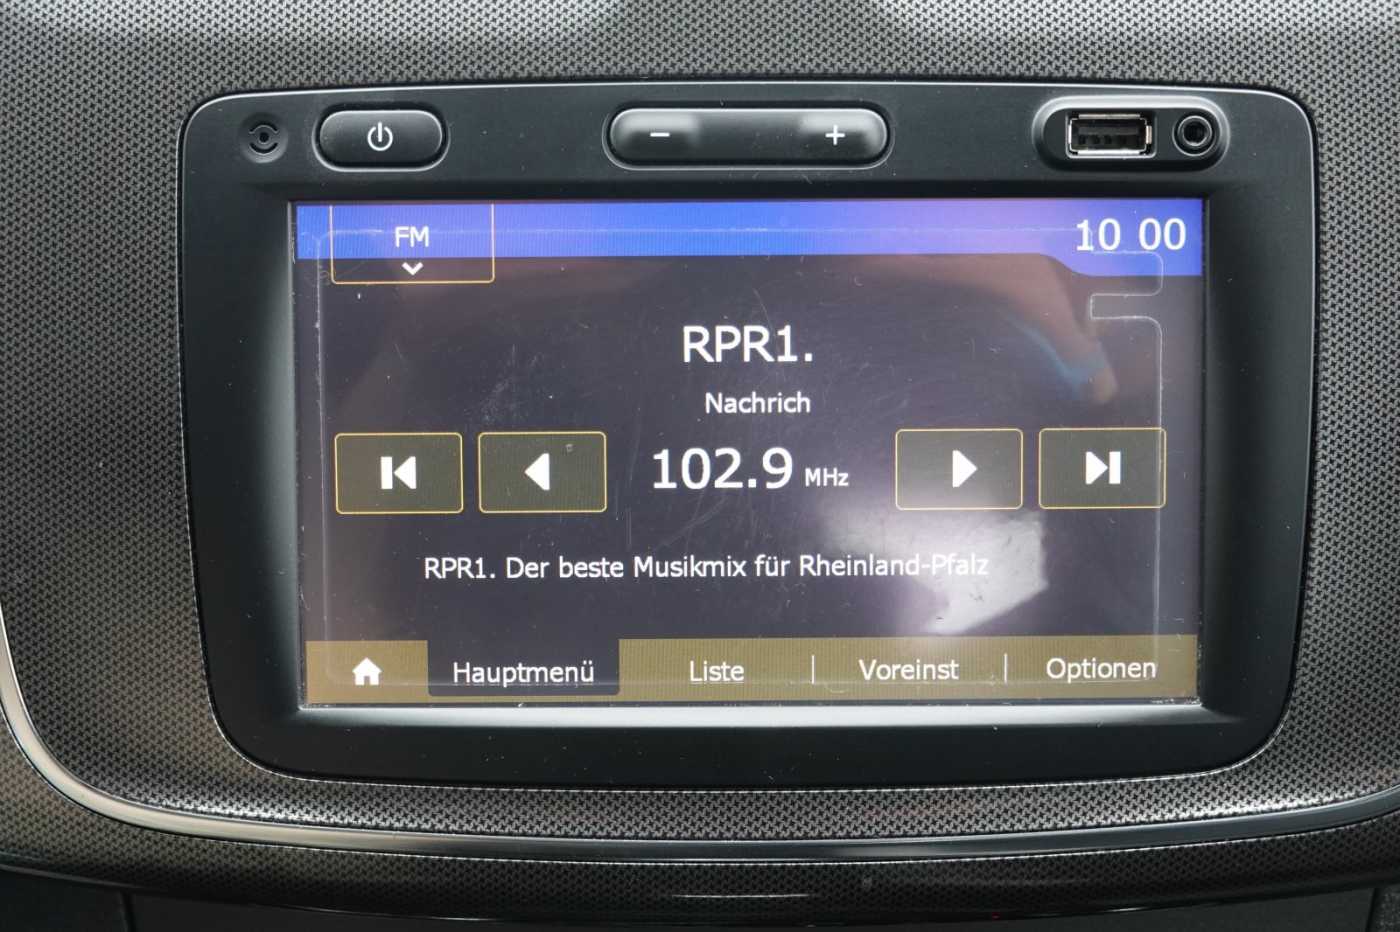 FM
10 00
RPR1.
Nachrich
102.9 MHz
RPR1. Der beste Musikmix für Rheinland-Pfalz
Hauptmenü Liste Voreinst Optionen